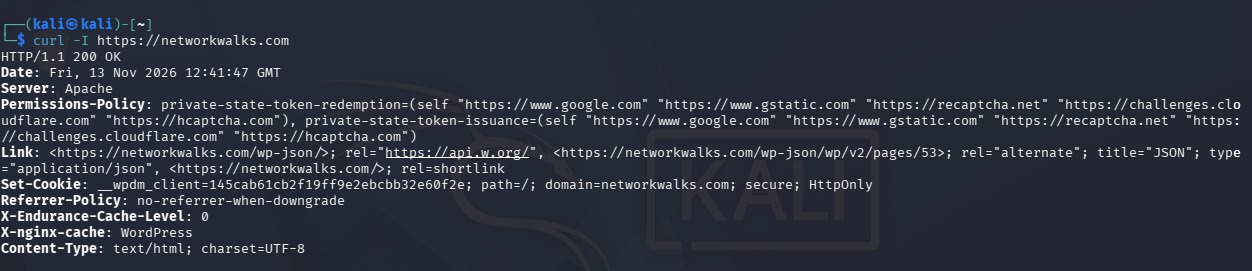 ┌──(kali㉿kali)-[~]
└─$ curl -I https://networkwalks.com
HTTP/1.1 200 OK
Date: Fri, 13 Nov 2026 12:41:47 GMT
Server: Apache
Permissions-Policy: private-state-token-redemption=(self "https://www.google.com" "https://www.gstatic.com" "https://recaptcha.net" "https://challenges.clo
udflare.com" "https://hcaptcha.com"), private-state-token-issuance=(self "https://www.google.com" "https://www.gstatic.com" "https://recaptcha.net" "https:
//challenges.cloudflare.com" "https://hcaptcha.com")
Link: <https://networkwalks.com/wp-json/>; rel="https://api.w.org/", <https://networkwalks.com/wp-json/wp/v2/pages/53>; rel="alternate"; title="JSON"; type
="application/json", <https://networkwalks.com/>; rel=shortlink
Set-Cookie: __wpdm_client=145cab61cb2f19ff9e2ebcbb32e60f2e; path=/; domain=networkwalks.com; secure; HttpOnly
Referrer-Policy: no-referrer-when-downgrade
X-Endurance-Cache-Level: 0
X-nginx-cache: WordPress
Content-Type: text/html; charset=UTF-8
KALI